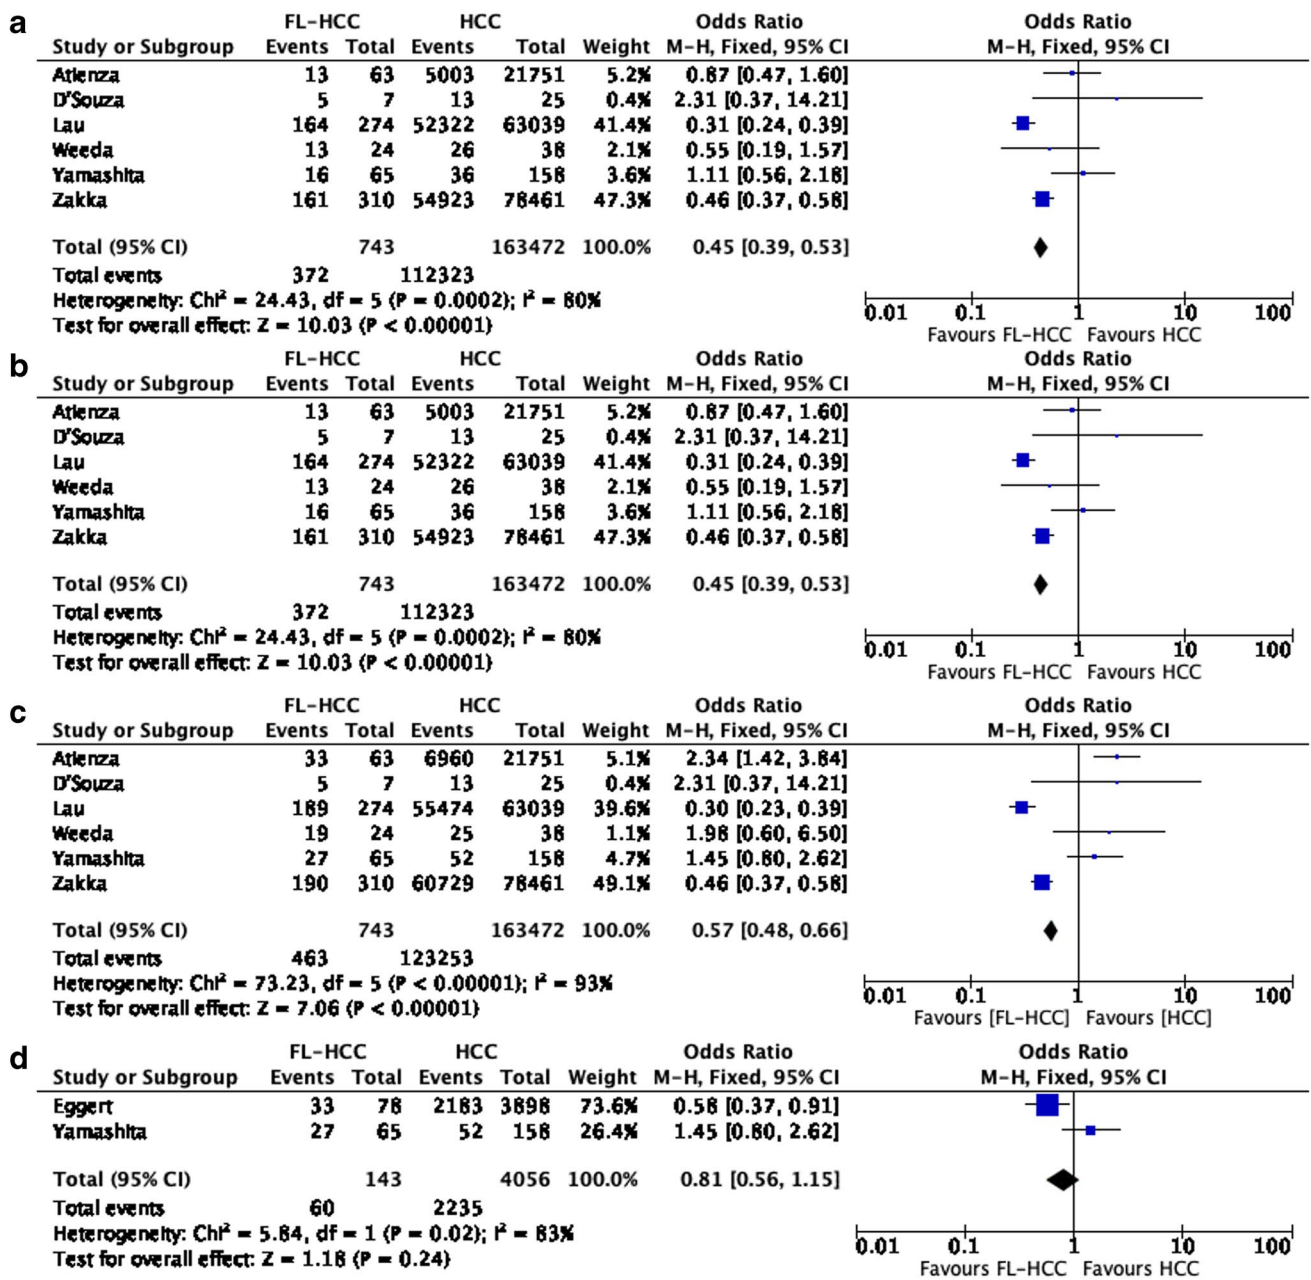 a
FL-HCC HCC Odds Ratio Odds Ratio
Study or Subgroup Events Total Events Total Weight M-H, Fixed, 95% CI M-H, Fixed, 95% CI
Atienza 13 63 5003 21751 5.2% 0.87 [0.47, 1.60]
D'Souza 5 7 13 25 0.4% 2.31 [0.37, 14.21]
Lau 164 274 52322 63039 41.4% 0.31 [0.24, 0.39]
Weeda 13 24 26 38 2.1% 0.55 [0.19, 1.57]
Yamashita 16 65 36 158 3.6% 1.11 [0.56, 2.18]
Zakka 161 310 54923 78461 47.3% 0.46 [0.37, 0.58]
Total (95% CI) 743 163472 100.0% 0.45 [0.39, 0.53]
Total events 372 112323
Heterogeneity: Chi² = 24.43, df = 5 (P = 0.0002); I² = 80%
Test for overall effect: Z = 10.03 (P < 0.00001)
0.01 0.1 1 10 100
Favours FL-HCC Favours HCC
b
FL-HCC HCC Odds Ratio Odds Ratio
Study or Subgroup Events Total Events Total Weight M-H, Fixed, 95% CI M-H, Fixed, 95% CI
Atienza 13 63 5003 21751 5.2% 0.87 [0.47, 1.60]
D'Souza 5 7 13 25 0.4% 2.31 [0.37, 14.21]
Lau 164 274 52322 63039 41.4% 0.31 [0.24, 0.39]
Weeda 13 24 26 38 2.1% 0.55 [0.19, 1.57]
Yamashita 16 65 36 158 3.6% 1.11 [0.56, 2.18]
Zakka 161 310 54923 78461 47.3% 0.46 [0.37, 0.58]
Total (95% CI) 743 163472 100.0% 0.45 [0.39, 0.53]
Total events 372 112323
Heterogeneity: Chi² = 24.43, df = 5 (P = 0.0002); I² = 80%
Test for overall effect: Z = 10.03 (P < 0.00001)
0.01 0.1 1 10 100
Favours FL-HCC Favours HCC
c
FL-HCC HCC Odds Ratio Odds Ratio
Study or Subgroup Events Total Events Total Weight M-H, Fixed, 95% CI M-H, Fixed, 95% CI
Atienza 33 63 6960 21751 5.1% 2.34 [1.42, 3.84]
D'Souza 5 7 13 25 0.4% 2.31 [0.37, 14.21]
Lau 189 274 55474 63039 39.6% 0.30 [0.23, 0.39]
Weeda 19 24 25 38 1.1% 1.98 [0.60, 6.50]
Yamashita 27 65 52 158 4.7% 1.45 [0.80, 2.62]
Zakka 190 310 60729 78461 49.1% 0.46 [0.37, 0.58]
Total (95% CI) 743 163472 100.0% 0.57 [0.48, 0.66]
Total events 463 123253
Heterogeneity: Chi² = 73.23, df = 5 (P < 0.00001); I² = 93%
Test for overall effect: Z = 7.06 (P < 0.00001)
0.01 0.1 1 10 100
Favours [FL-HCC] Favours [HCC]
d
FL-HCC HCC Odds Ratio Odds Ratio
Study or Subgroup Events Total Events Total Weight M-H, Fixed, 95% CI M-H, Fixed, 95% CI
Eggert 33 78 2183 3898 73.6% 0.58 [0.37, 0.91]
Yamashita 27 65 52 158 26.4% 1.45 [0.80, 2.62]
Total (95% CI) 143 4056 100.0% 0.81 [0.56, 1.15]
Total events 60 2235
Heterogeneity: Chi² = 5.84, df = 1 (P = 0.02); I² = 83%
Test for overall effect: Z = 1.18 (P = 0.24)
0.01 0.1 1 10 100
Favours FL-HCC Favours HCC